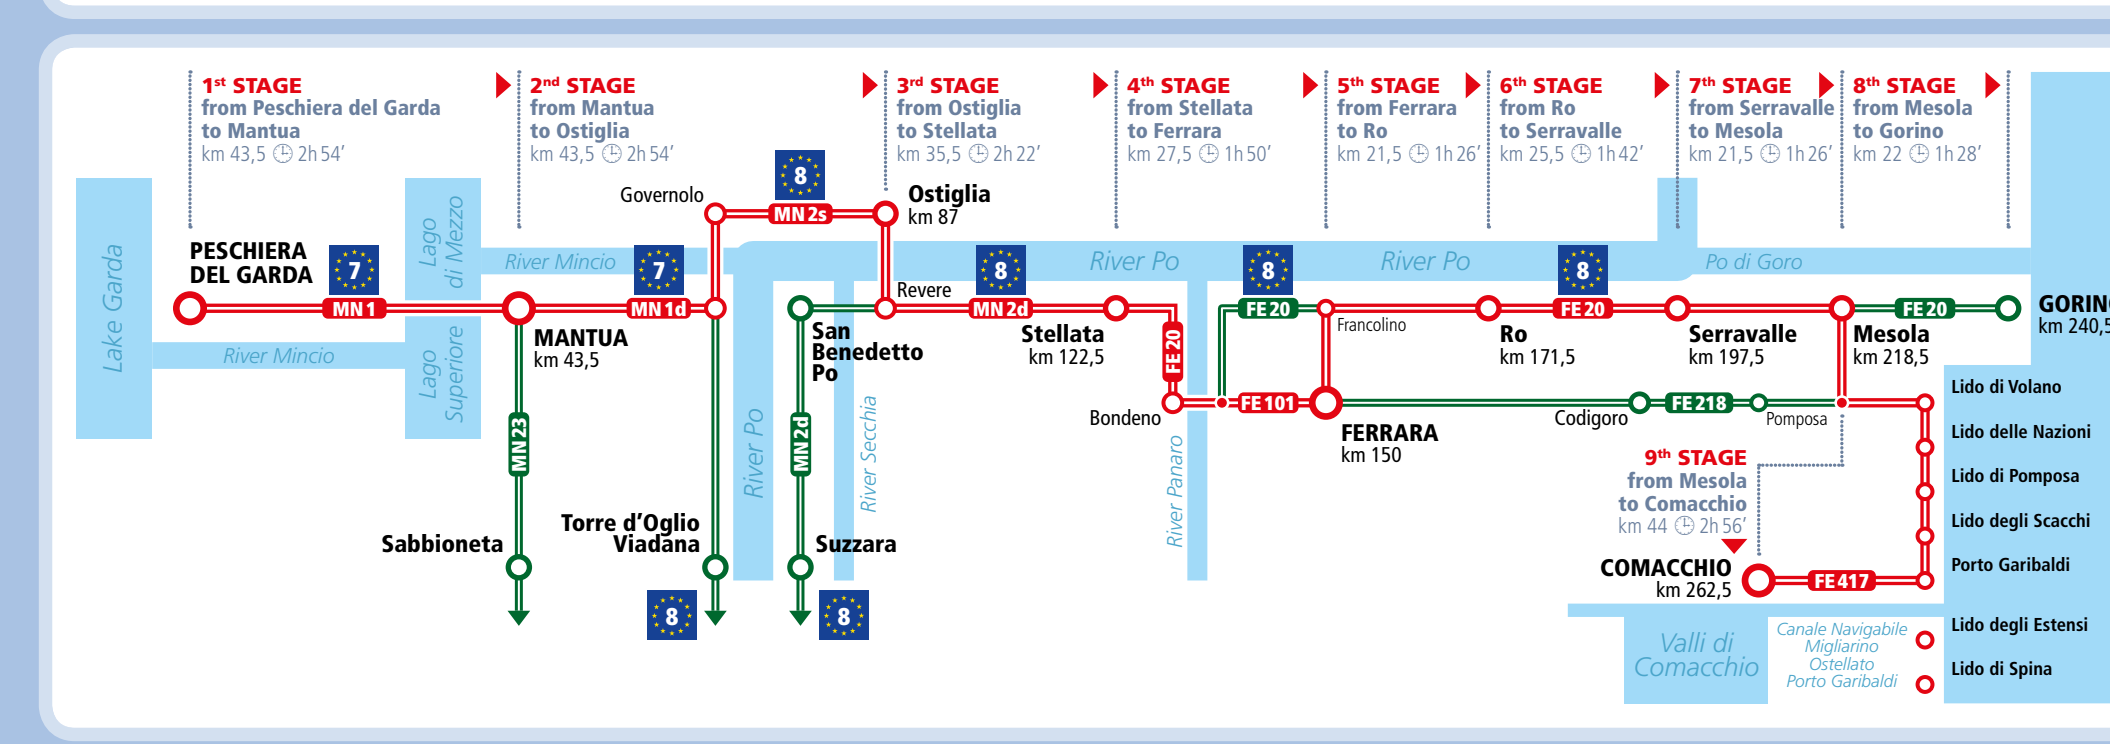 1st STAGE
from Peschiera del Garda
to Mantua
km 43,5 2h 54’
2nd STAGE
from Mantua
to Ostiglia
km 43,5 2h 54’
3rd STAGE
from Ostiglia
to Stellata
km 35,5 2h 22’
4th STAGE
from Stellata
to Ferrara
km 27,5 1h 50’
5th STAGE
from Ferrara
to Ro
km 21,5 1h 26’
6th STAGE
from Ro
to Serravalle
km 25,5 1h 42’
7th STAGE
from Serravalle
to Mesola
km 21,5 1h 26’
8th STAGE
from Mesola
to Gorino
km 22 1h 28’
8
Governolo
MN 2s
Ostiglia
km 87
Lake Garda
PESCHIERA
DEL GARDA
7
MN 1
Lago
di Mezzo
River Mincio
7
MN 1d
Revere
8
MN 2d
River Po
8
FE 20
River Po
8
FE 20
Po di Goro
FE 20
GORINO
km 240,5
River Mincio
Lago
Superiore
MANTUA
km 43,5
San
Benedetto
Po
Stellata
km 122,5
FE 20
Francolino
Ro
km 171,5
Serravalle
km 197,5
Mesola
km 218,5
MN 23
River Po
MN 2d
River Secchia
Bondeno
FE 101
FERRARA
km 150
River Panaro
Codigoro
FE 218
Pomposa
Lido di Volano
Lido delle Nazioni
Lido di Pomposa
Lido degli Scacchi
Porto Garibaldi
9th STAGE
from Mesola
to Comacchio
km 44 2h 56’
Sabbioneta
Torre d’Oglio
Viadana
Suzzara
8
8
COMACCHIO
km 262,5
FE 417
Valli di
Comacchio
Canale Navigabile
Migliarino
Ostellato
Porto Garibaldi
Lido degli Estensi
Lido di Spina